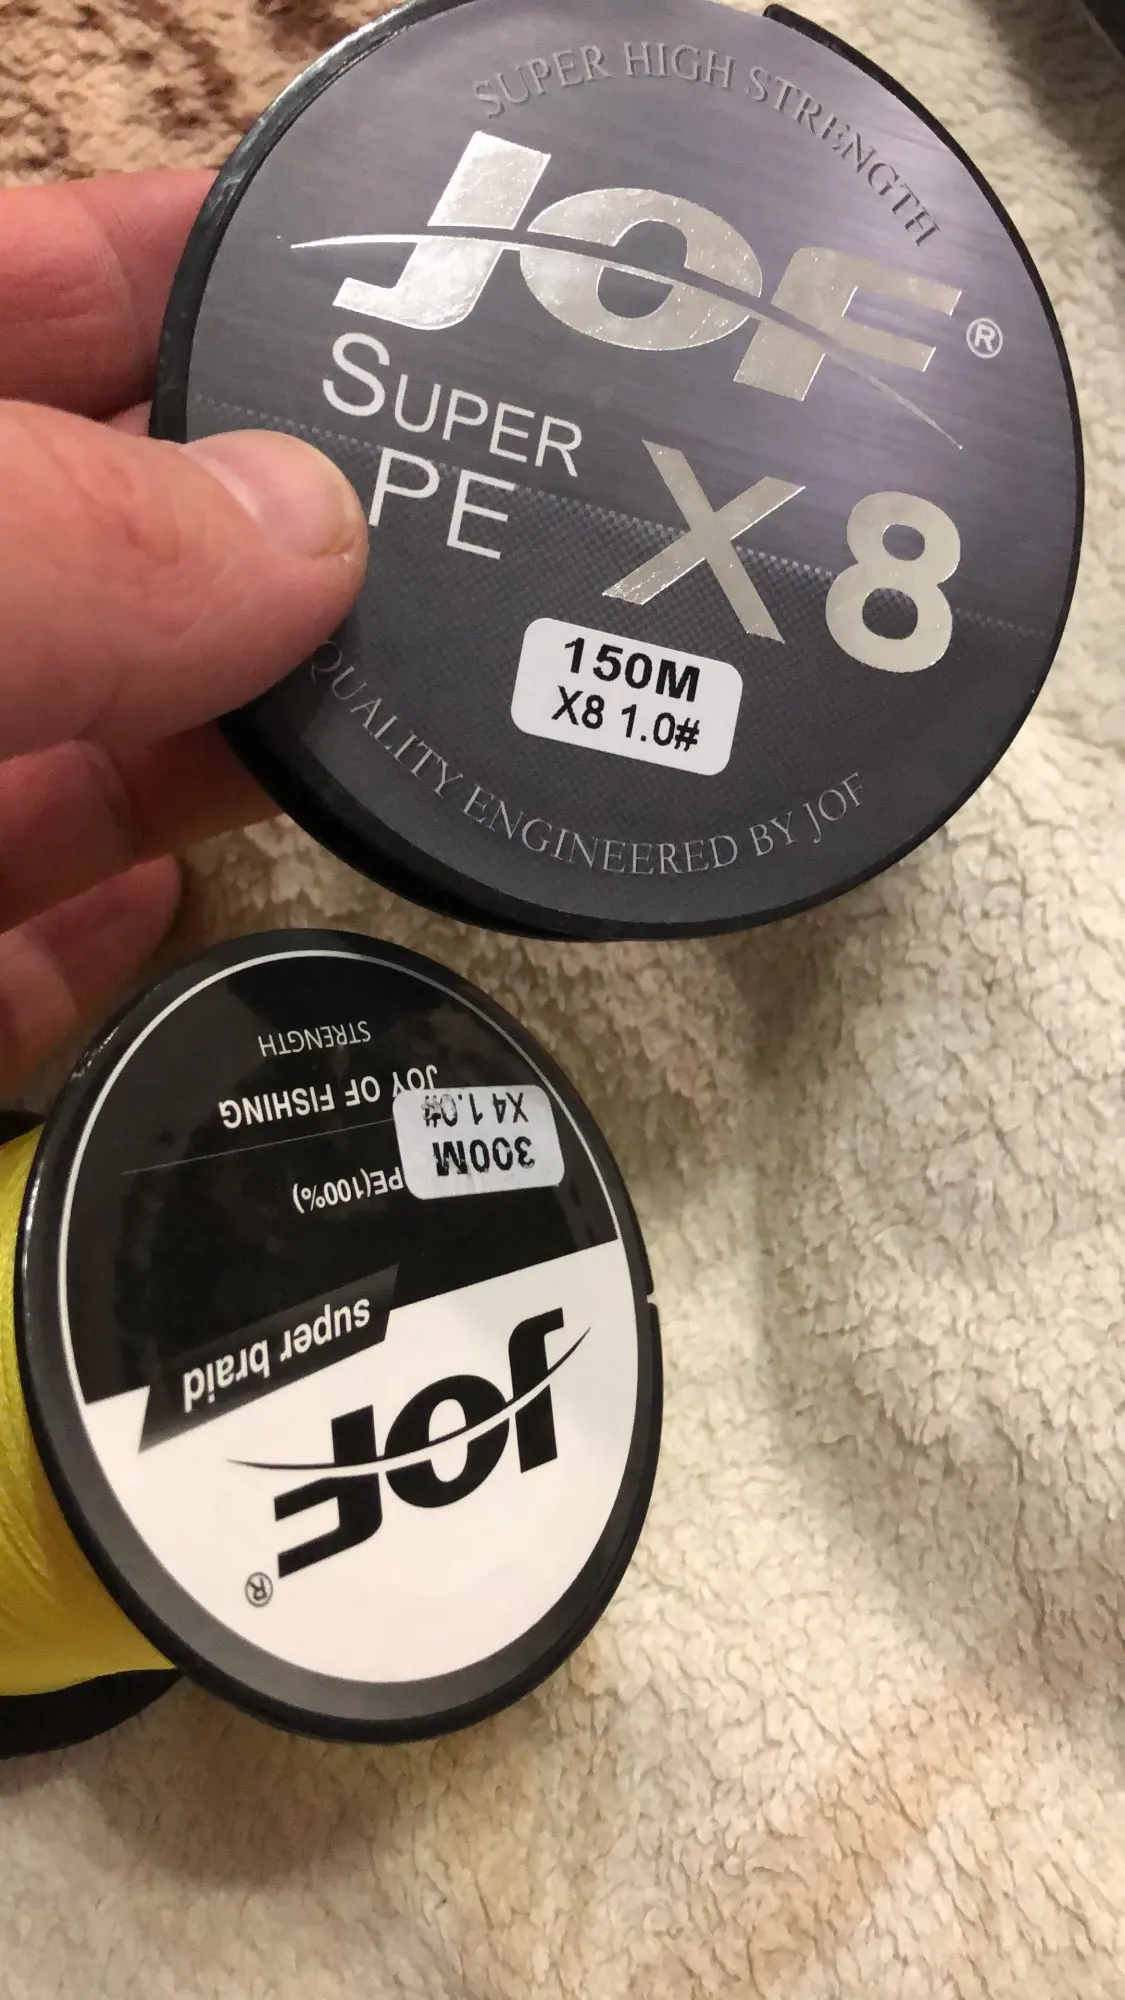 SUPER HIGH STRENGTH
JOF®
SUPER
PE X8
150M
X8 1.0#
QUALITY ENGINEERED BY JOF
JOF®
super braid
PE(100%)
300M
X4 1.0#
JOY OF FISHING
STRENGTH